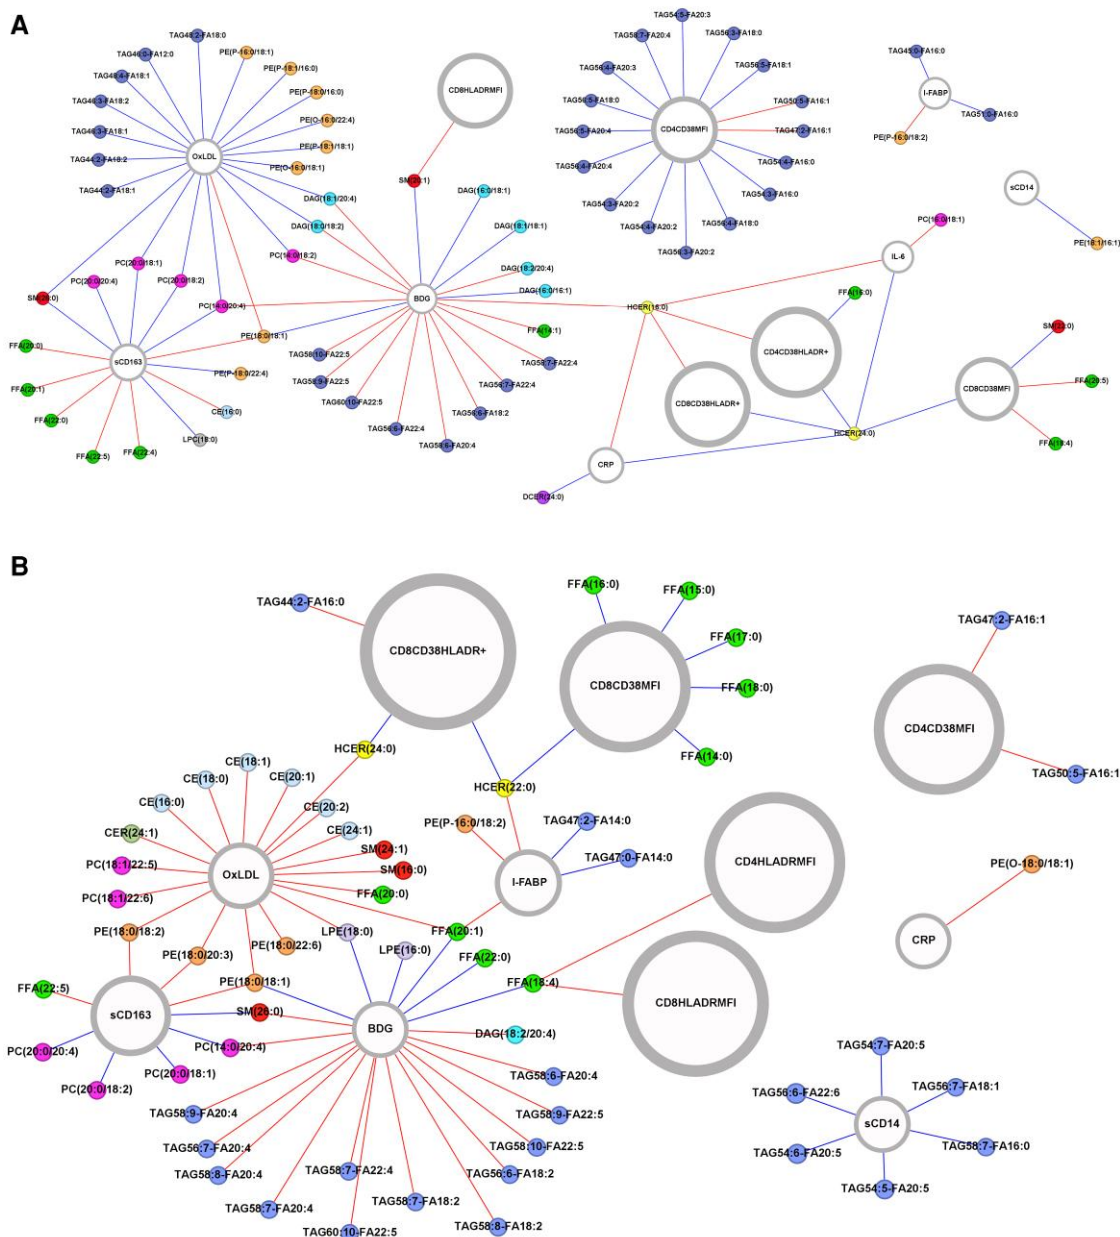 A
TAG48:2-FA18:0
TAG46:0-FA12:0
PE(P-16:0/18:1)
TAG48:4-FA18:1
PE(P-18:1/16:0)
TAG46:3-FA18:2
PE(P-18:0/16:0)
TAG46:3-FA18:1
PE(O-16:0/22:4)
TAG44:2-FA18:2
PE(P-18:1/18:1)
OxLDL
TAG44:2-FA18:1
PE(O-16:0/18:1)
DAG(18:1/20:4)
DAG(18:0/18:2)
PC(14:0/18:2)
CD8HLADRMFI
SM(20:1)
DAG(16:0/18:1)
DAG(18:1/18:1)
DAG(18:2/20:4)
DAG(16:0/16:1)
TAG54:5-FA20:3
TAG58:7-FA20:4
TAG56:3-FA18:0
TAG56:4-FA20:3
TAG56:5-FA18:1
TAG56:5-FA18:0
TAG50:5-FA16:1
CD4CD38MFI
TAG56:5-FA20:4
TAG47:2-FA16:1
TAG56:4-FA20:4
TAG54:4-FA16:0
TAG54:3-FA20:2
TAG54:3-FA16:0
TAG54:4-FA20:2
TAG56:4-FA18:0
TAG56:3-FA20:2
TAG45:0-FA16:0
I-FABP
TAG51:0-FA16:0
PE(P-16:0/18:2)
sCD14
PE(18:1/16:1)
PC(16:0/18:1)
IL-6
PC(20:0/18:1)
PC(20:0/20:4)
PC(20:0/18:2)
SM(26:0)
PC(14:0/20:4)
PE(18:0/18:1)
FFA(20:0)
sCD163
PE(P-18:0/22:4)
FFA(20:1)
CE(16:0)
FFA(22:0)
LPC(18:0)
FFA(22:5)
FFA(22:4)
BDG
FFA(14:1)
TAG58:10-FA22:5
TAG58:7-FA22:4
TAG58:9-FA22:5
TAG56:7-FA22:4
TAG60:10-FA22:5
TAG56:6-FA18:2
TAG56:6-FA22:4
TAG58:6-FA20:4
HCER(16:0)
FFA(16:0)
CD4CD38HLADR+
CD8CD38HLADR+
SM(22:0)
CD8CD38MFI
FFA(20:5)
FFA(18:4)
HCER(24:0)
CRP
DCER(24:0)
B
TAG44:2-FA16:0
CD8CD38HLADR+
FFA(16:0)
FFA(15:0)
FFA(17:0)
CD8CD38MFI
FFA(18:0)
FFA(14:0)
TAG47:2-FA16:1
CD4CD38MFI
TAG50:5-FA16:1
HCER(24:0)
HCER(22:0)
CE(18:1)
CE(18:0)
CE(20:1)
CE(16:0)
CE(20:2)
CER(24:1)
CE(24:1)
PC(18:1/22:5)
SM(24:1)
OxLDL
SM(16:0)
PC(18:1/22:6)
FFA(20:0)
PE(P-16:0/18:2)
TAG47:2-FA14:0
TAG47:0-FA14:0
I-FABP
CD4HLADRMFI
PE(O-18:0/18:1)
CRP
PE(18:0/18:2)
LPE(18:0)
FFA(20:1)
PE(18:0/20:3)
PE(18:0/22:6)
LPE(16:0)
FFA(22:0)
FFA(22:5)
PE(18:0/18:1)
FFA(18:4)
CD8HLADRMFI
sCD163
SM(26:0)
BDG
DAG(18:2/20:4)
PC(20:0/20:4)
PC(14:0/20:4)
PC(20:0/18:1)
PC(20:0/18:2)
TAG58:6-FA20:4
TAG58:9-FA20:4
TAG58:9-FA22:5
TAG56:7-FA20:4
TAG58:10-FA22:5
TAG58:8-FA20:4
TAG58:7-FA22:4
TAG56:6-FA18:2
TAG58:7-FA20:4
TAG58:7-FA18:2
TAG60:10-FA22:5
TAG58:8-FA18:2
TAG54:7-FA20:5
TAG56:6-FA22:6
TAG56:7-FA18:1
sCD14
TAG54:6-FA20:5
TAG58:7-FA16:0
TAG54:5-FA20:5